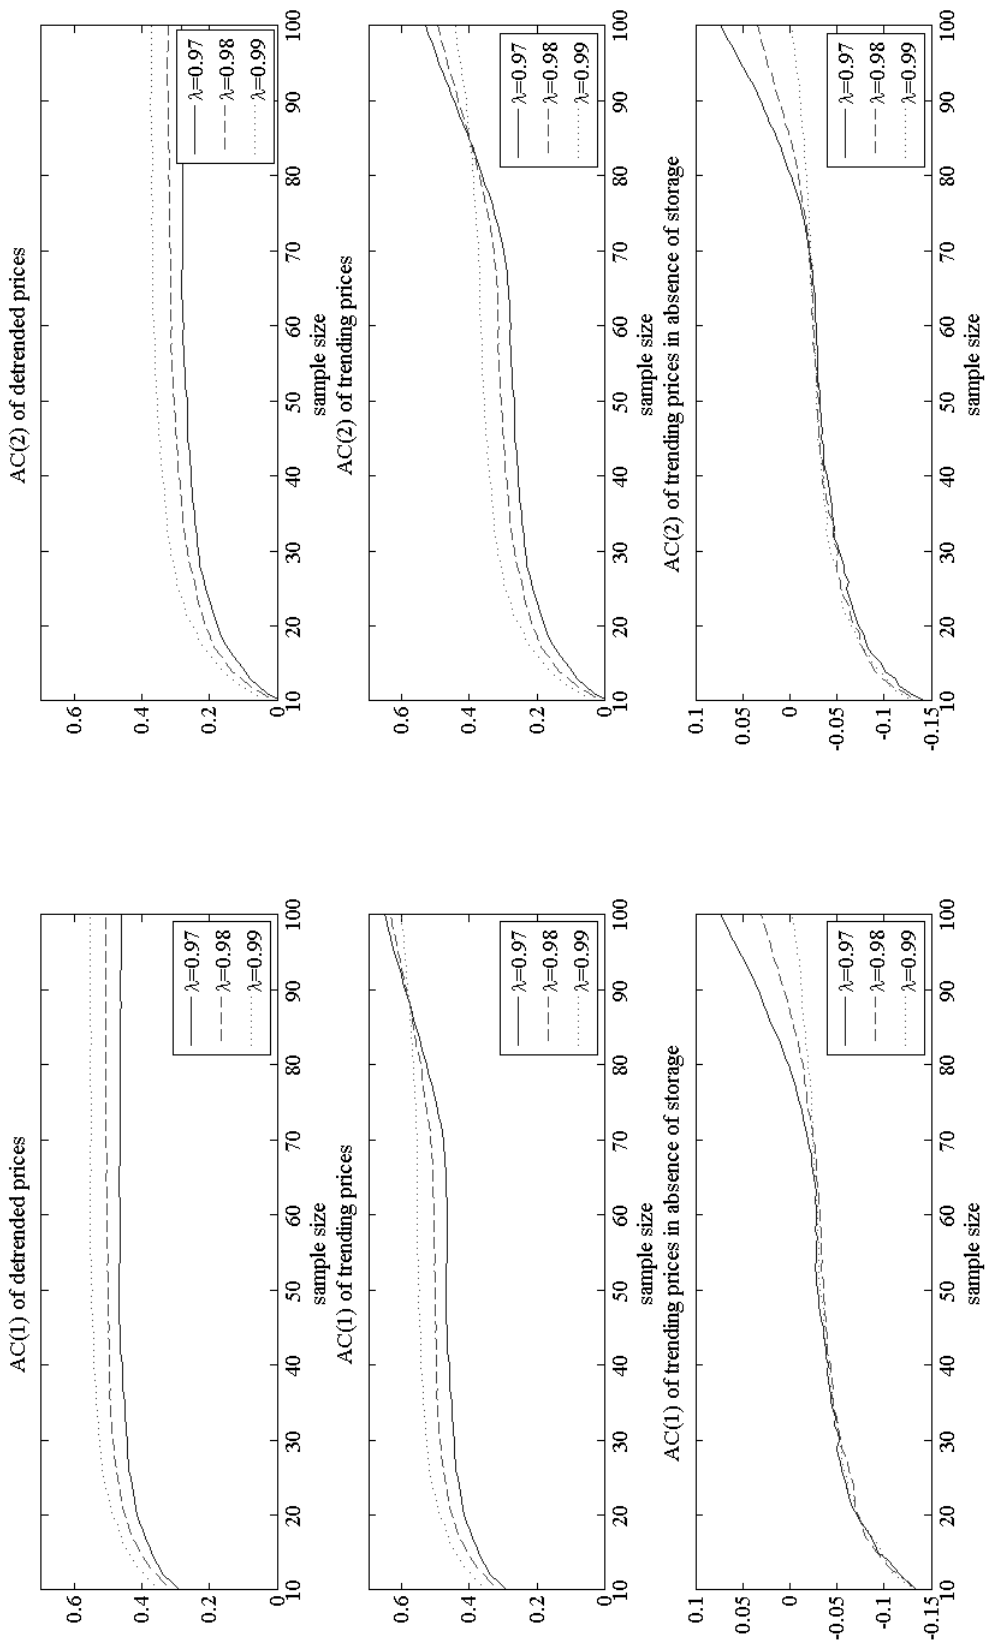 AC(1) of detrended prices
0.6
0.4
0.2
0
10 20 30 40 50 60 70 80 90 100
sample size
λ=0.97
λ=0.98
λ=0.99
AC(2) of detrended prices
0.6
0.4
0.2
0
10 20 30 40 50 60 70 80 90 100
sample size
λ=0.97
λ=0.98
λ=0.99
AC(1) of trending prices
0.6
0.4
0.2
0
10 20 30 40 50 60 70 80 90 100
sample size
λ=0.97
λ=0.98
λ=0.99
AC(2) of trending prices
0.6
0.4
0.2
0
10 20 30 40 50 60 70 80 90 100
sample size
λ=0.97
λ=0.98
λ=0.99
AC(1) of trending prices in absence of storage
0.1
0.05
0
-0.05
-0.1
-0.15
10 20 30 40 50 60 70 80 90 100
sample size
λ=0.97
λ=0.98
λ=0.99
AC(2) of trending prices in absence of storage
0.1
0.05
0
-0.05
-0.1
-0.15
10 20 30 40 50 60 70 80 90 100
sample size
λ=0.97
λ=0.98
λ=0.99